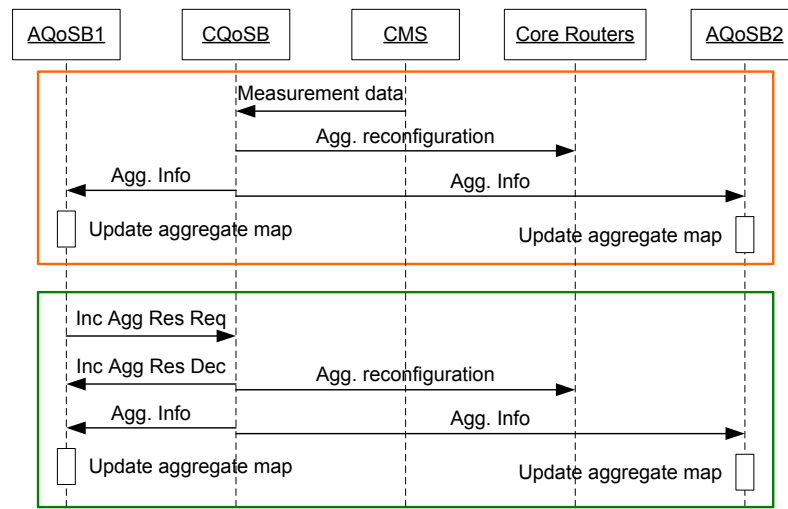 AQoSB1
CQoSB
CMS
Core Routers
AQoSB2
Measurement data
Agg. reconfiguration
Agg. Info
Agg. Info
Update aggregate map
Update aggregate map
Inc Agg Res Req
Inc Agg Res Dec
Agg. reconfiguration
Agg. Info
Agg. Info
Update aggregate map
Update aggregate map